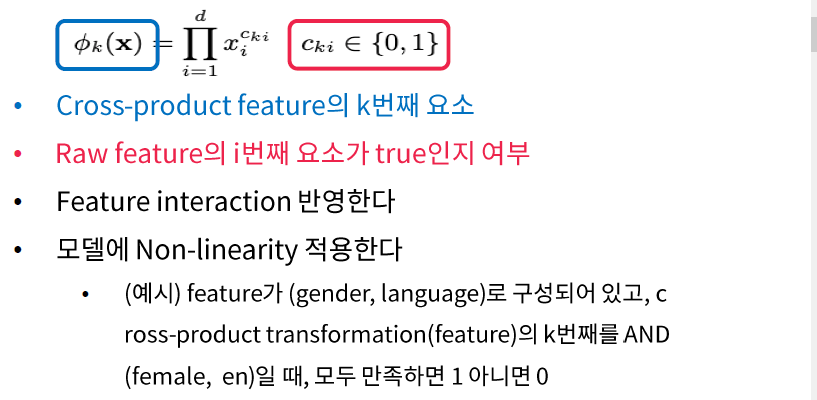 $\phi_k(\mathbf{x}) = \prod_{i=1}^{d} x_i^{c_{ki}} \quad c_{ki} \in \{0, 1\}$
• Cross-product feature의 k번째 요소
• Raw feature의 i번째 요소가 true인지 여부
• Feature interaction 반영한다
• 모델에 Non-linearity 적용한다
• (예시) feature가 (gender, language)로 구성되어 있고, c
ross-product transformation(feature)의 k번째를 AND
(female, en)일 때, 모두 만족하면 1 아니면 0